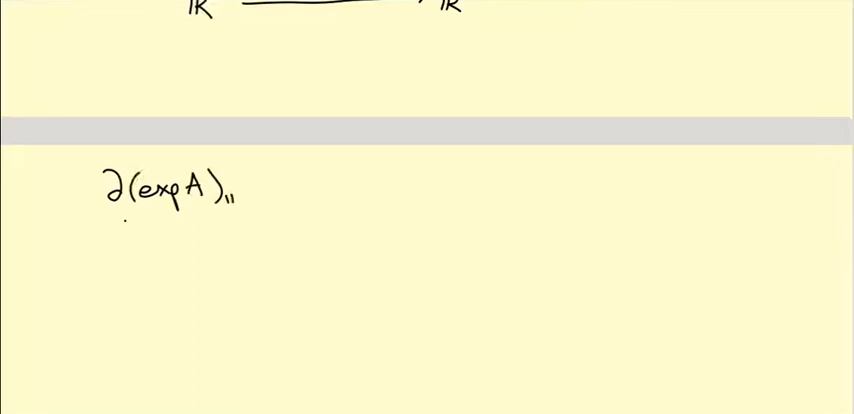 ℝ → ℝ
∂(exp A)₁₁